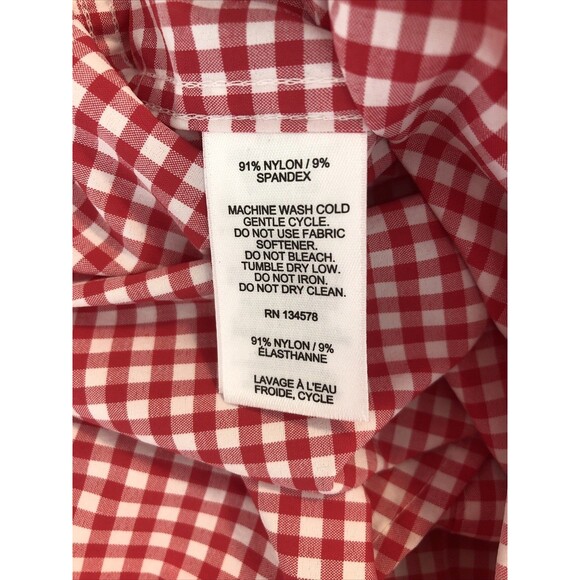 91% NYLON / 9%
SPANDEX
MACHINE WASH COLD
GENTLE CYCLE.
DO NOT USE FABRIC
SOFTENER.
DO NOT BLEACH.
TUMBLE DRY LOW.
DO NOT IRON.
DO NOT DRY CLEAN.
RN 134578
91% NYLON / 9%
ÉLASTHANNE
LAVAGE À L'EAU
FROIDE, CYCLE